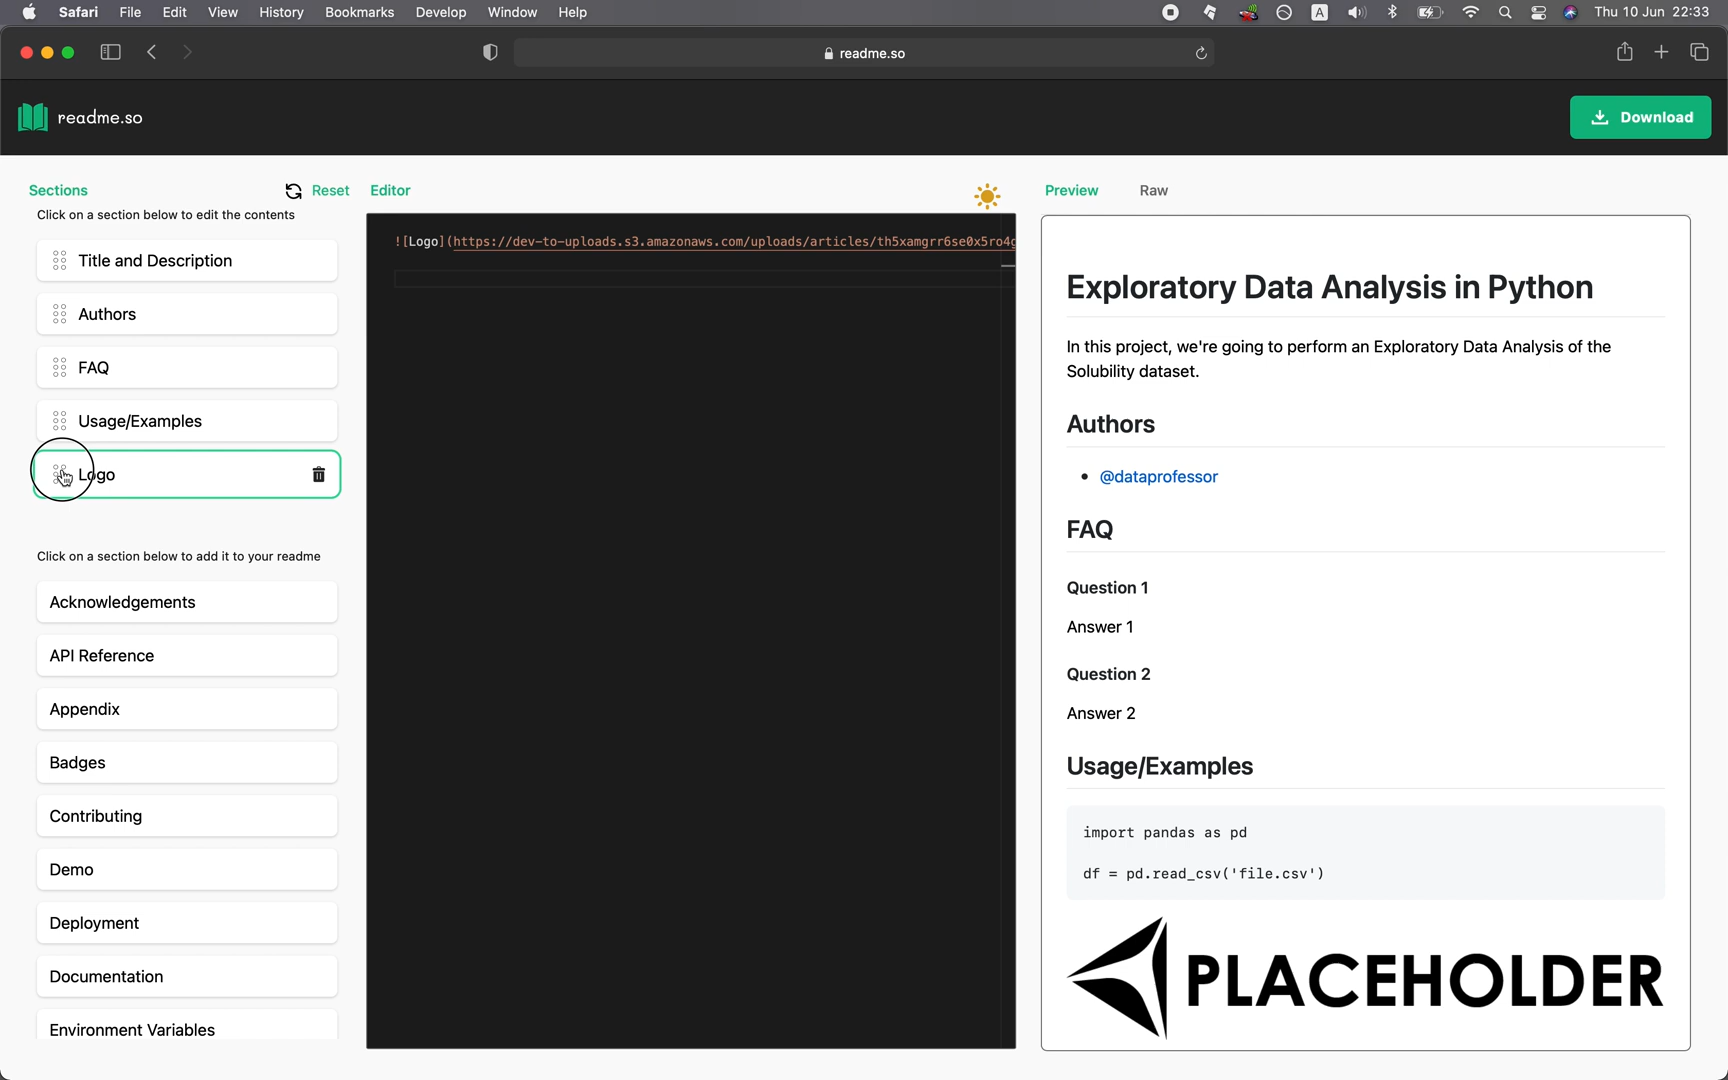 Safari File Edit View History Bookmarks Develop Window Help A Thu 10 Jun 22:33
readme.so
readme.so
Download
Sections Reset Editor Preview Raw
Click on a section below to edit the contents
Title and Description
Authors
FAQ
Usage/Examples
Logo
Click on a section below to add it to your readme
Acknowledgements
API Reference
Appendix
Badges
Contributing
Demo
Deployment
Documentation
Environment Variables
![Logo](https://dev-to-uploads.s3.amazonaws.com/uploads/articles/th5xamgrr6se0x5ro4g
Exploratory Data Analysis in Python
In this project, we're going to perform an Exploratory Data Analysis of the
Solubility dataset.
Authors
@dataprofessor
FAQ
Question 1
Answer 1
Question 2
Answer 2
Usage/Examples
import pandas as pd
df = pd.read_csv('file.csv')
PLACEHOLDER